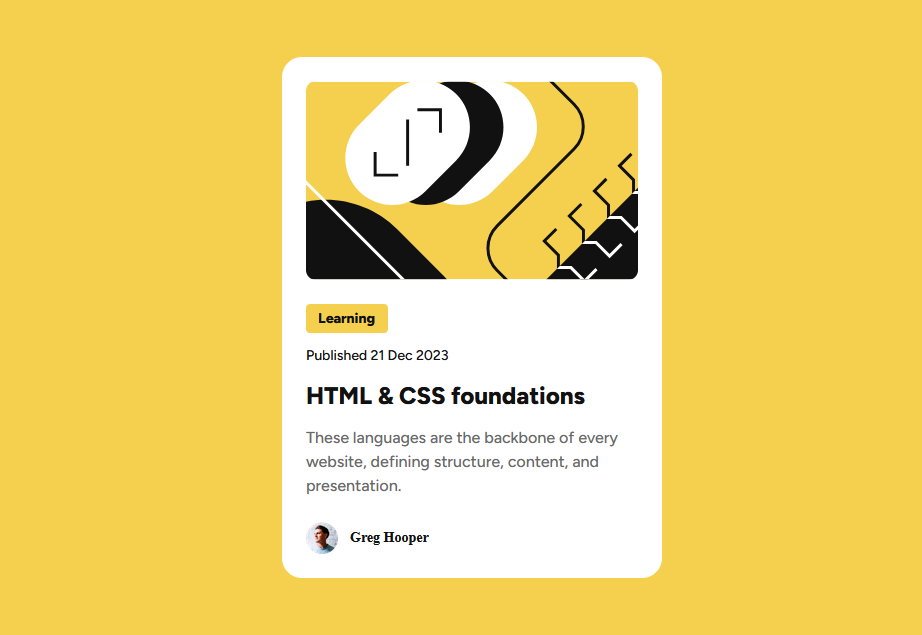 Learning
Published 21 Dec 2023
HTML & CSS foundations
These languages are the backbone of every
website, defining structure, content, and
presentation.
Greg Hooper